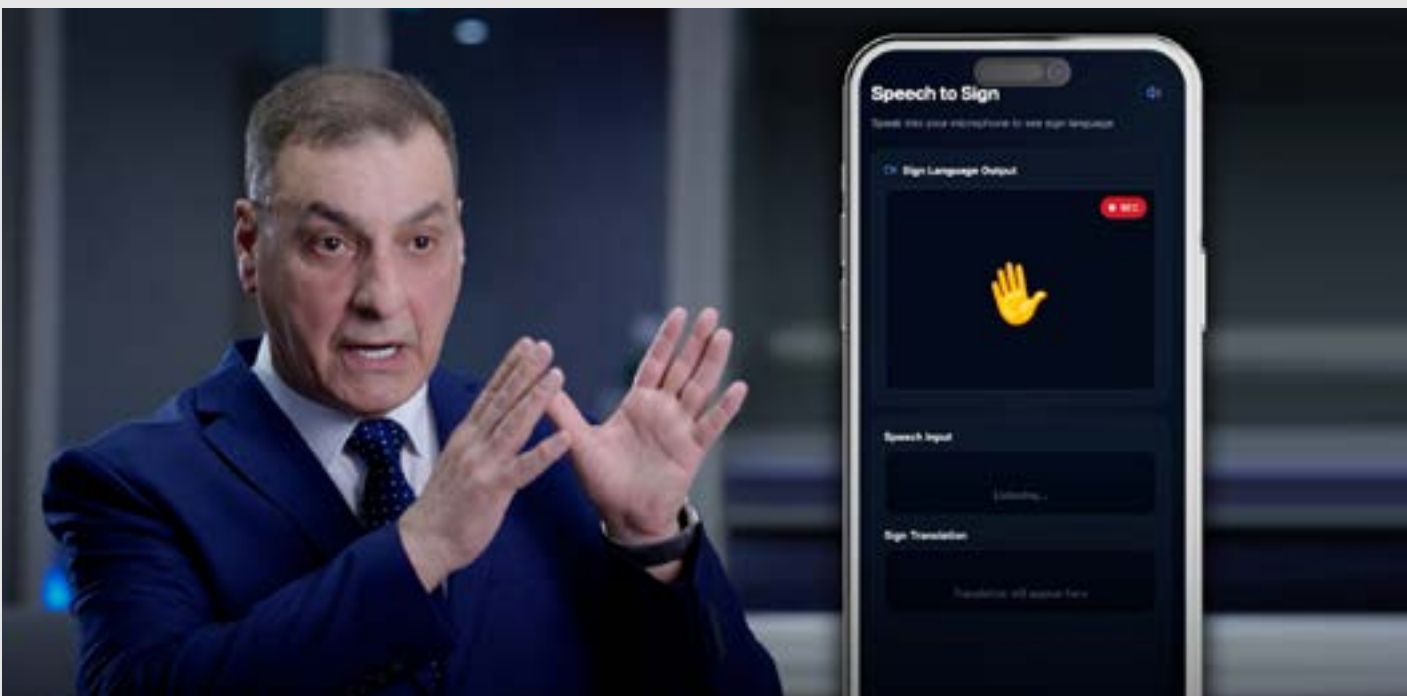 Speech to Sign
Speak into your microphone to see sign language
Sign Language Output
REC
Speech Input
Listening...
Sign Translation
Translation will appear here